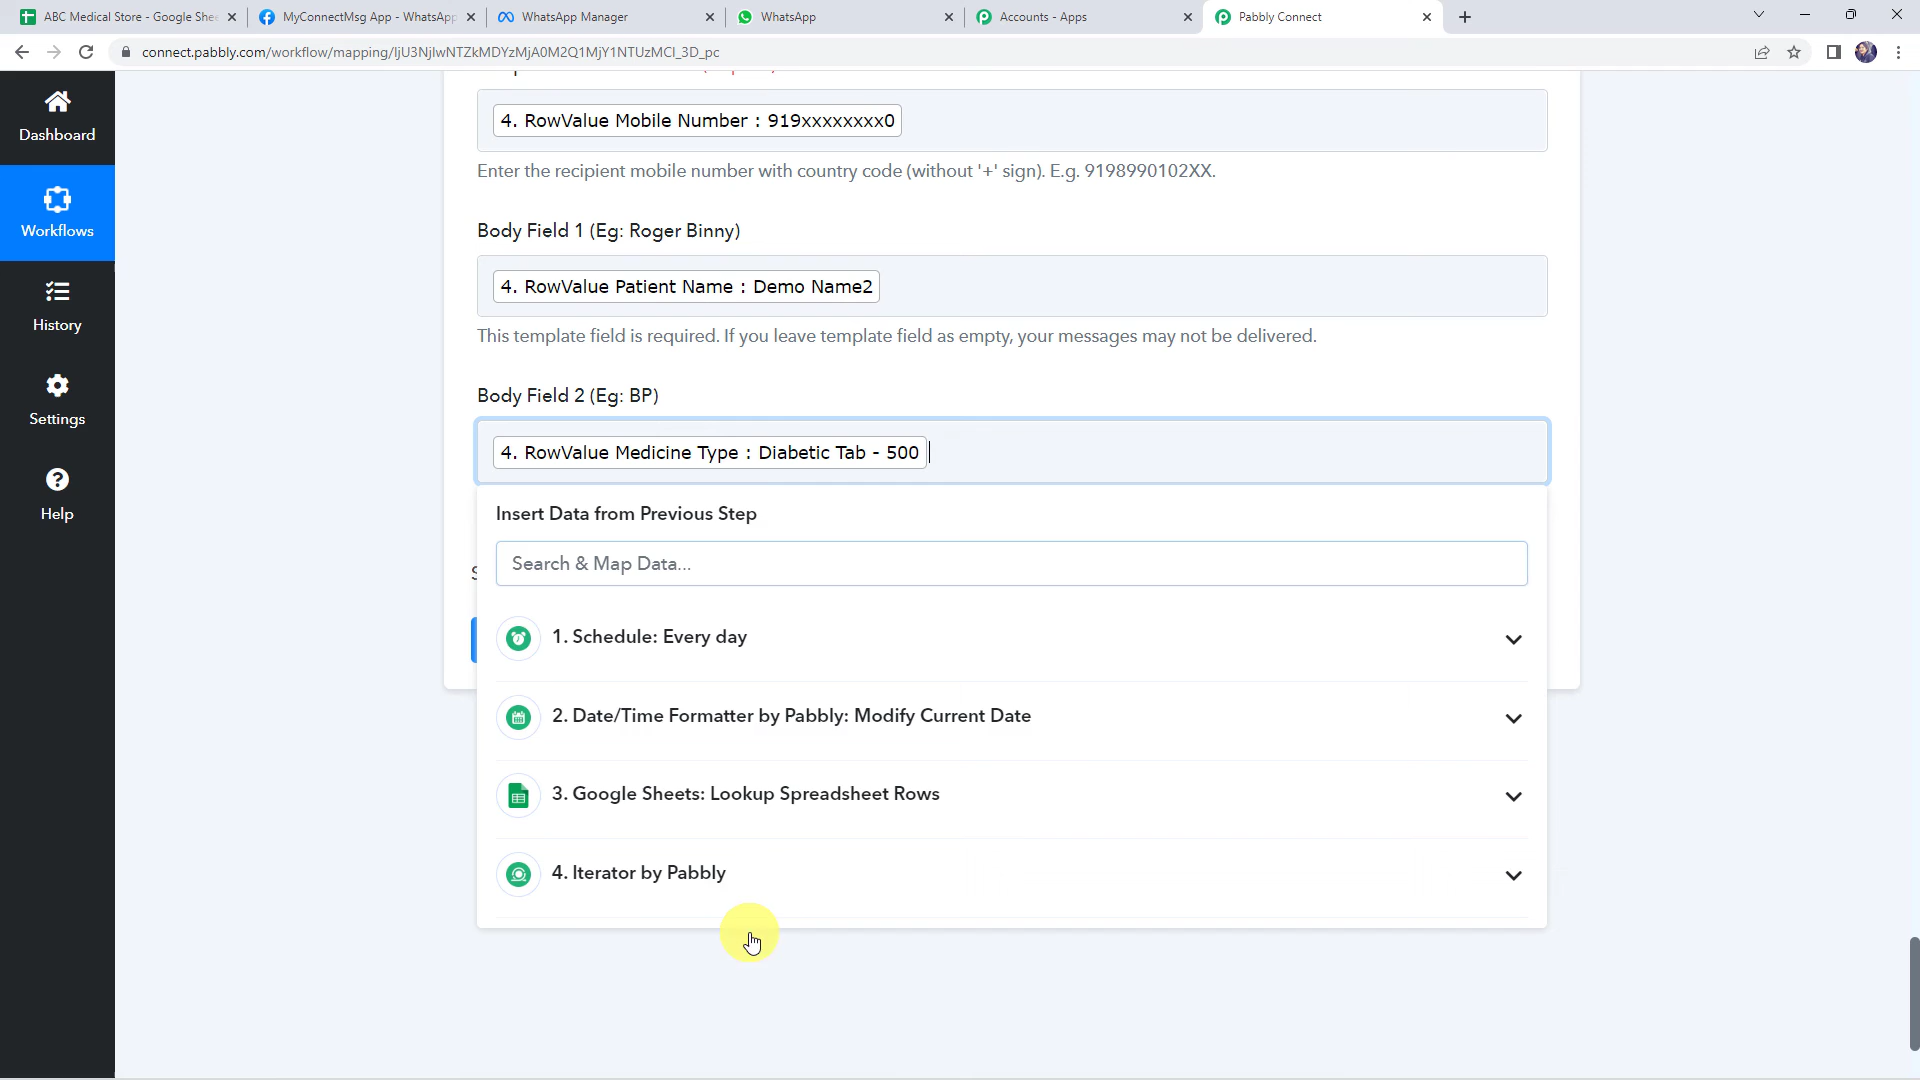 ABC Medical Store - Google She
MyConnectMsg App - WhatsApp
WhatsApp Manager
WhatsApp
Accounts - Apps
Pabbly Connect
connect.pabbly.com/workflow/mapping/IjU3NjIwNTZkMDYzMjA0M2Q1MjY1NTUzMCI_3D_pc
Dashboard
Workflows
History
Settings
Help
4. RowValue Mobile Number : 919xxxxxxxx0
Enter the recipient mobile number with country code (without '+' sign). E.g. 9198990102XX.
Body Field 1 (Eg: Roger Binny)
4. RowValue Patient Name : Demo Name2
This template field is required. If you leave template field as empty, your messages may not be delivered.
Body Field 2 (Eg: BP)
4. RowValue Medicine Type : Diabetic Tab - 500
Insert Data from Previous Step
Search & Map Data...
1. Schedule: Every day
2. Date/Time Formatter by Pabbly: Modify Current Date
3. Google Sheets: Lookup Spreadsheet Rows
4. Iterator by Pabbly